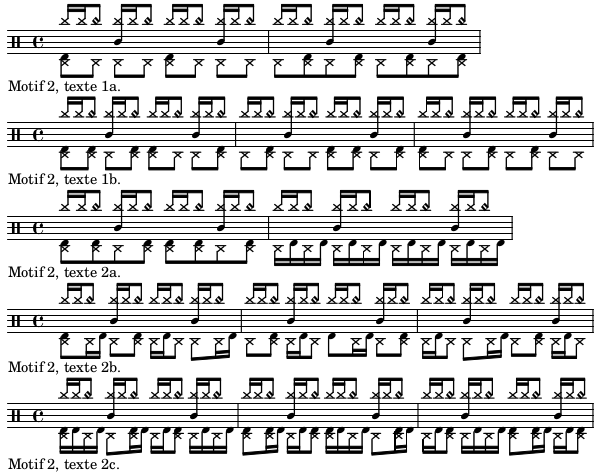 Motif 2, texte 1a.
Motif 2, texte 1b.
Motif 2, texte 2a.
Motif 2, texte 2b.
Motif 2, texte 2c.